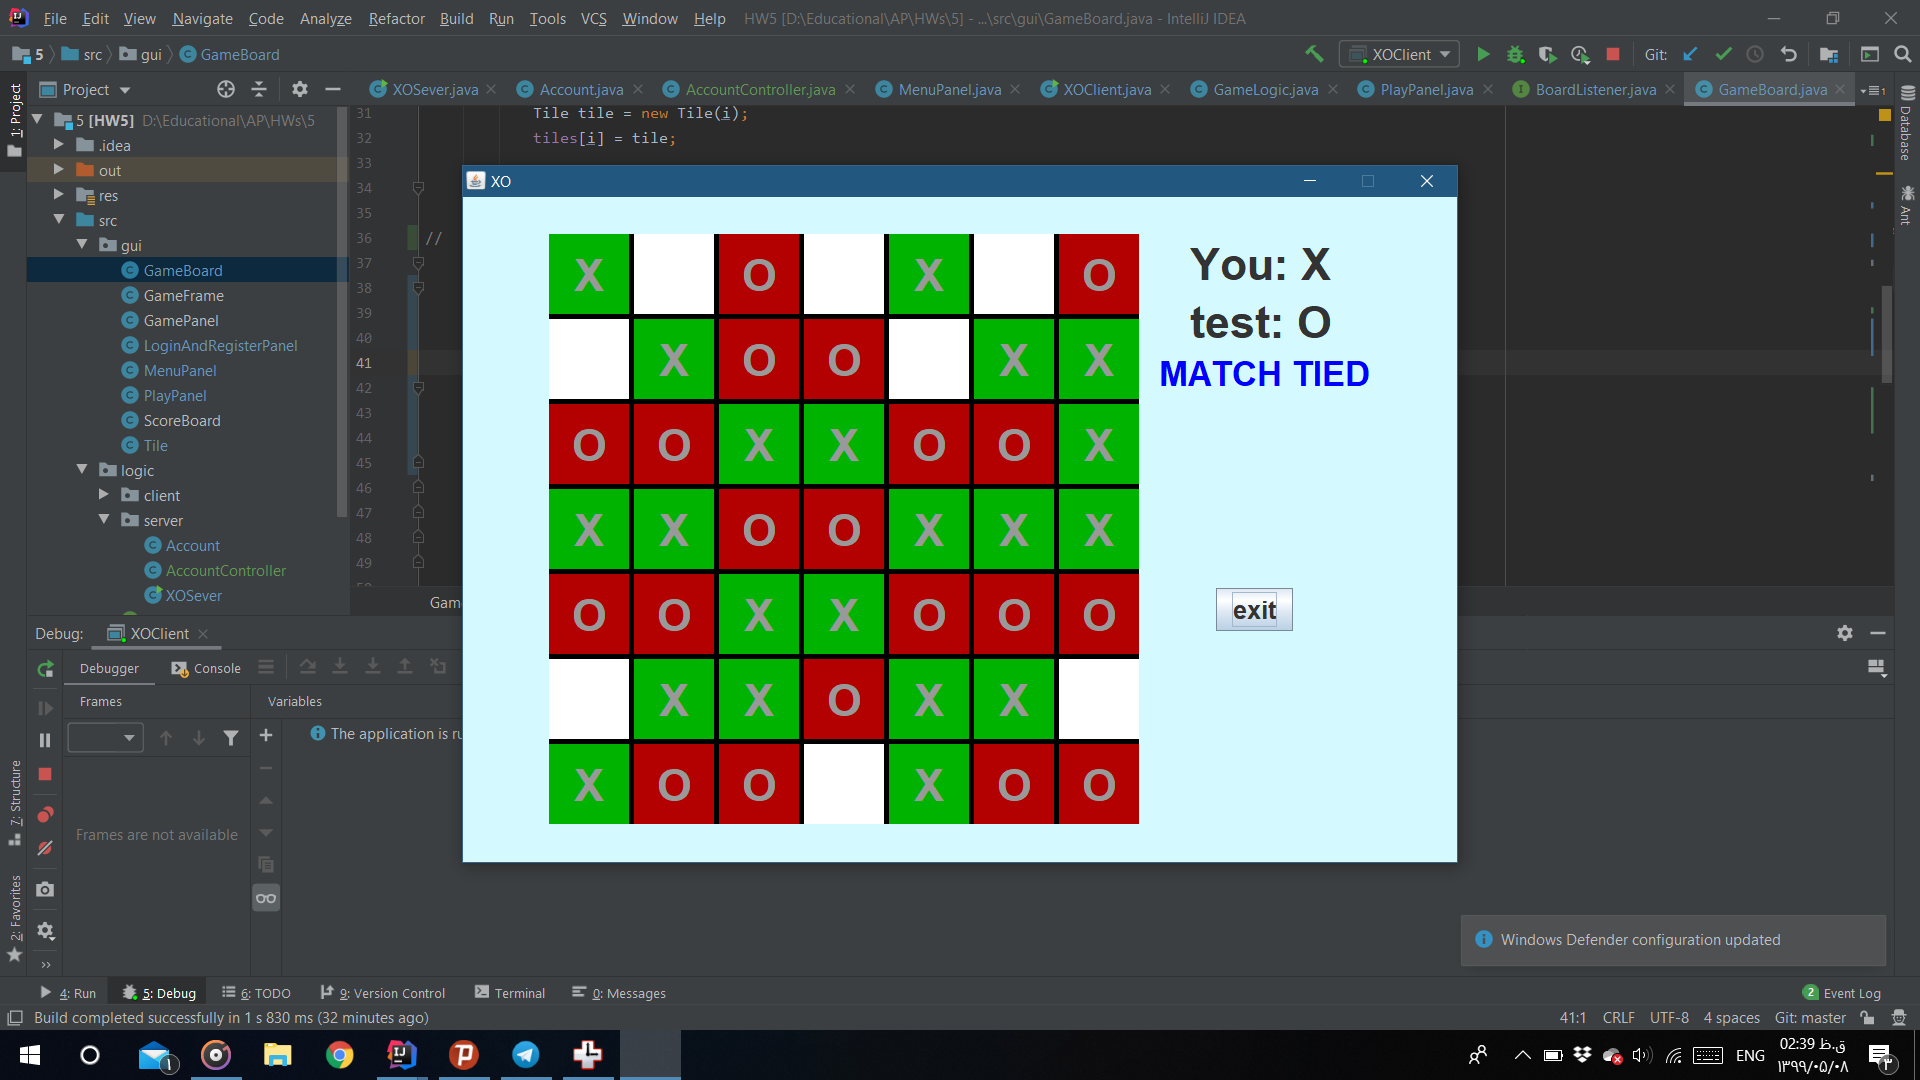 File Edit View Navigate Code Analyze Refactor Build Run Tools VCS Window Help HW5 [D:\Educational\AP\HWs\5] - ...\src\gui\GameBoard.java - IntelliJ IDEA
5 src gui GameBoard XOClient Git:
1: Project
Project
XOSever.java AccountController.java Account.java MenuPanel.java XOClient.java GameLogic.java PlayPanel.java BoardListener.java GameBoard.java 1
5 [HW5] D:\Educational\AP\HWs\5
.idea
out
res
src
gui
GameBoard
GameFrame
GamePanel
LoginAndRegisterPanel
MenuPanel
PlayPanel
ScoreBoard
Tile
logic
client
server
Account
AccountController
XOSever
31 Tile tile = new Tile(i);
32 tiles[i] = tile;
33
34
35
36 //
37
38
39
40
41
42
43
44
45
46
47
48
49
Gam
Database
Ant
XO
X O X O
X O O X X
O O X X O O X
X X O O X X X
O O X X O O O
X X O X X
X O O X O O
You: X
test: O
MATCH TIED
exit
Debug: XOClient
Debugger Console
Frames Variables
The application is ru
Frames are not available
7: Structure
2: Favorites
Windows Defender configuration updated
4: Run 5: Debug 6: TODO 9: Version Control Terminal 0: Messages 2 Event Log
Build completed successfully in 1 s 830 ms (32 minutes ago) 41:1 CRLF UTF-8 4 spaces Git: master
ENG
02:39 ق.ظ
۱۳۹۹/۰۵/۰۸
۱
۳